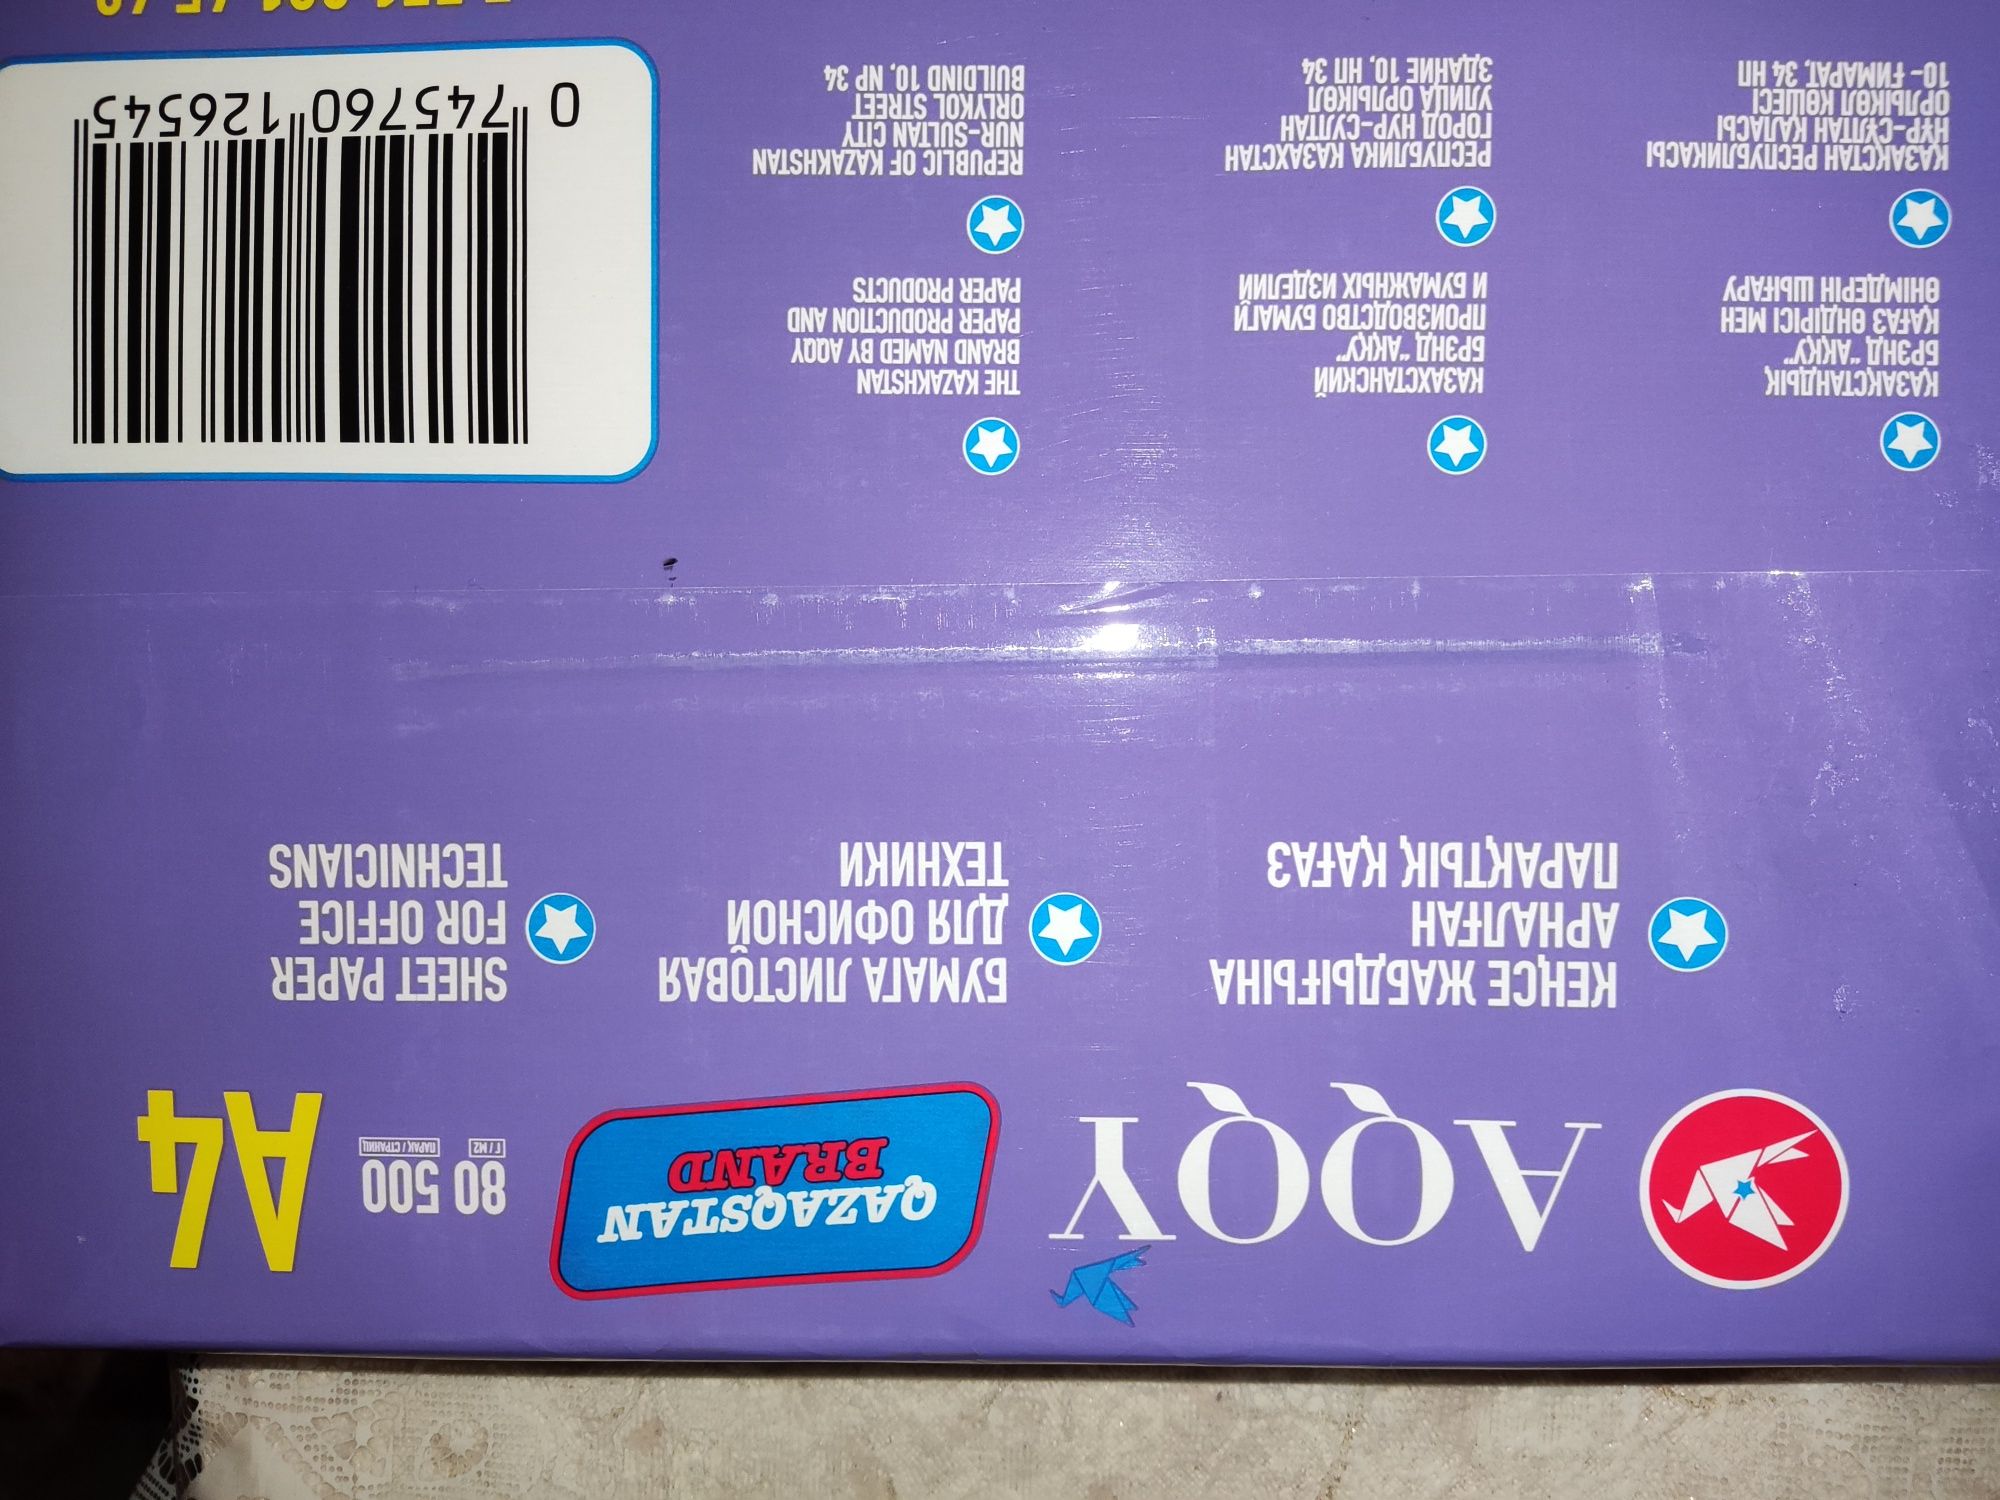 AQQY
QAZAQSTAN
BRAND
80 500
Г / М2 ПАРАҚ / СТРАНИЦ
A4
КЕҢСЕ ЖАБДЫҒЫНА
АРНАЛҒАН
ПАРАҚТЫҚ ҚАҒАЗ
БУМАГА ЛИСТОВАЯ
ДЛЯ ОФИСНОЙ
ТЕХНИКИ
SHEET PAPER
FOR OFFICE
TECHNICIANS
ҚАЗАҚСТАНДЫҚ
БРЭНД "АҚҚУ"
ҚАҒАЗ ӨНДІРІСІ МЕН
ӨНІМДЕРІН ШЫҒАРУ
КАЗАХСТАНСКИЙ
БРЭНД "АҚҚУ"
ПРОИЗВОДСТВО БУМАГИ
И БУМАЖНЫХ ИЗДЕЛИИ
THE KAZAKHSTAN
BRAND NAMED BY AQQY
PAPER PRODUCTION AND
PAPER PRODUCTS
ҚАЗАҚСТАН РЕСПУБЛИКАСЫ
НҰР-СҰЛТАН ҚАЛАСЫ
ОРЛЫКӨЛ КӨШЕСІ
10-ҒИМАРАТ, 34 НП
РЕСПУБЛИКА КАЗАХСТАН
ГОРОД НУР-СУЛТАН
УЛИЦА ОРЛЫКӨЛ
ЗДАНИЕ 10, НП 34
REPUBLIC OF KAZAKHSTAN
NUR-SULTAN CITY
ORLYKOL STREET
BUILDIND 10, NP 34
0 745760 126545